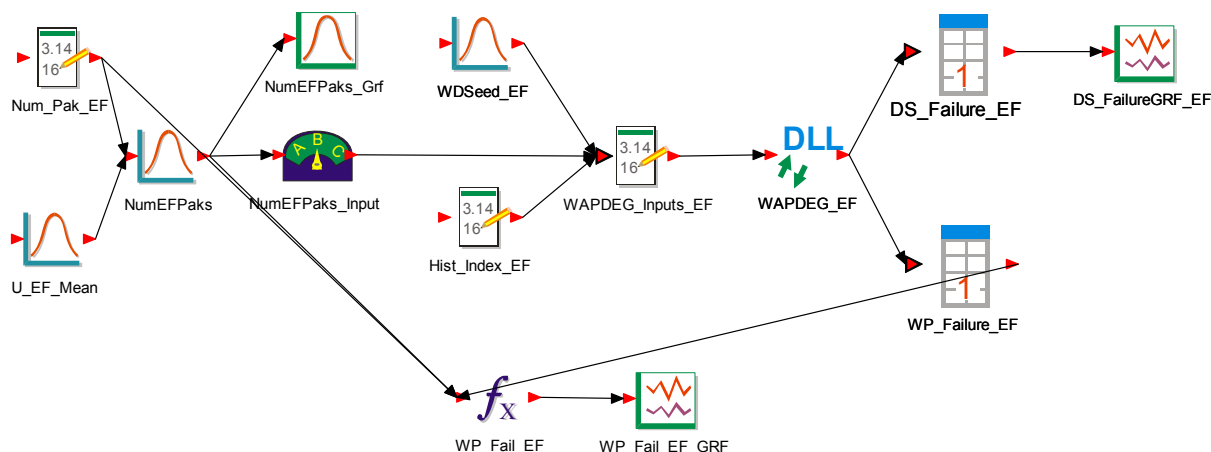 3.14
16
Num_Pak_EF
NumEFPaks_Grf
WDSeed_EF
1
DS_Failure_EF
DS_FailureGRF_EF
NumEFPaks
A B C
NumEFPaks_Input
3.14
16
WAPDEG_Inputs_EF
DLL
WAPDEG_EF
U_EF_Mean
3.14
16
Hist_Index_EF
1
WP_Failure_EF
fx
WP_Fail_EF
WP_Fail_EF_GRF